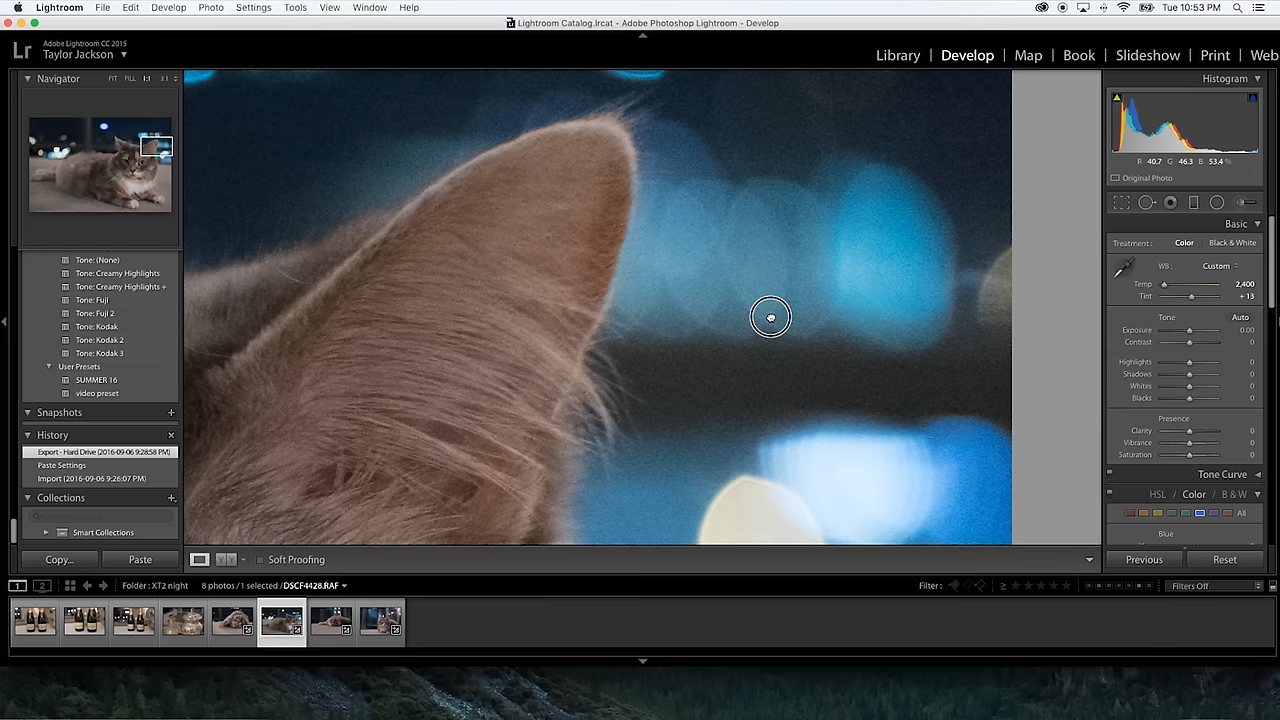 Lightroom File Edit Develop Photo Settings Tools View Window Help Tue 10:53 PM
Lightroom Catalog.lrcat - Adobe Photoshop Lightroom - Develop
Lr Adobe Lightroom CC 2015
Taylor Jackson
Library | Develop | Map | Book | Slideshow | Print | Web
Navigator FIT FILL 1:1 3:1
Tone: (None)
Tone: Creamy Highlights
Tone: Creamy Highlights +
Tone: Fuji
Tone: Fuji 2
Tone: Kodak
Tone: Kodak 2
Tone: Kodak 3
User Presets
SUMMER 16
video preset
Snapshots +
History
Export - Hard Drive (2016-09-06 9:28:58 PM)
Paste Settings
Import (2016-09-06 9:26:07 PM)
Collections +
Smart Collections
Copy... Paste
Soft Proofing
Histogram
R 40.7 G 46.3 B 53.4 %
Original Photo
Basic
Treatment: Color Black & White
WB: Custom
Temp 2,400
Tint + 13
Tone Auto
Exposure 0.00
Contrast 0
Highlights 0
Shadows 0
Whites 0
Blacks 0
Presence
Clarity 0
Vibrance 0
Saturation 0
Tone Curve
HSL / Color / B & W
All
Blue
Previous Reset
1 2 Folder: XT2 night 8 photos / 1 selected / DSCF4428.RAF Filter: Filters Off